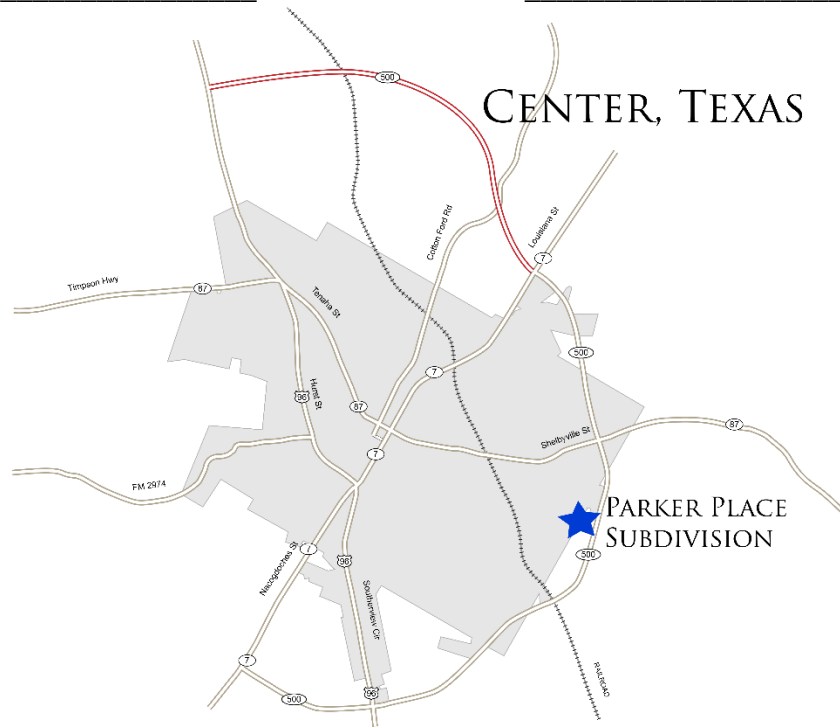 500
CENTER, TEXAS
Cotton Ford Rd
Louisiana St
7
Timpson Hwy
87
Tenaha St
500
7
96
Hurst St
87
87
Shelbyville St
7
FM 2974
PARKER PLACE
SUBDIVISION
7
96
500
Nacogdoches St
Southerview Cir
7
RAILROAD
96
500